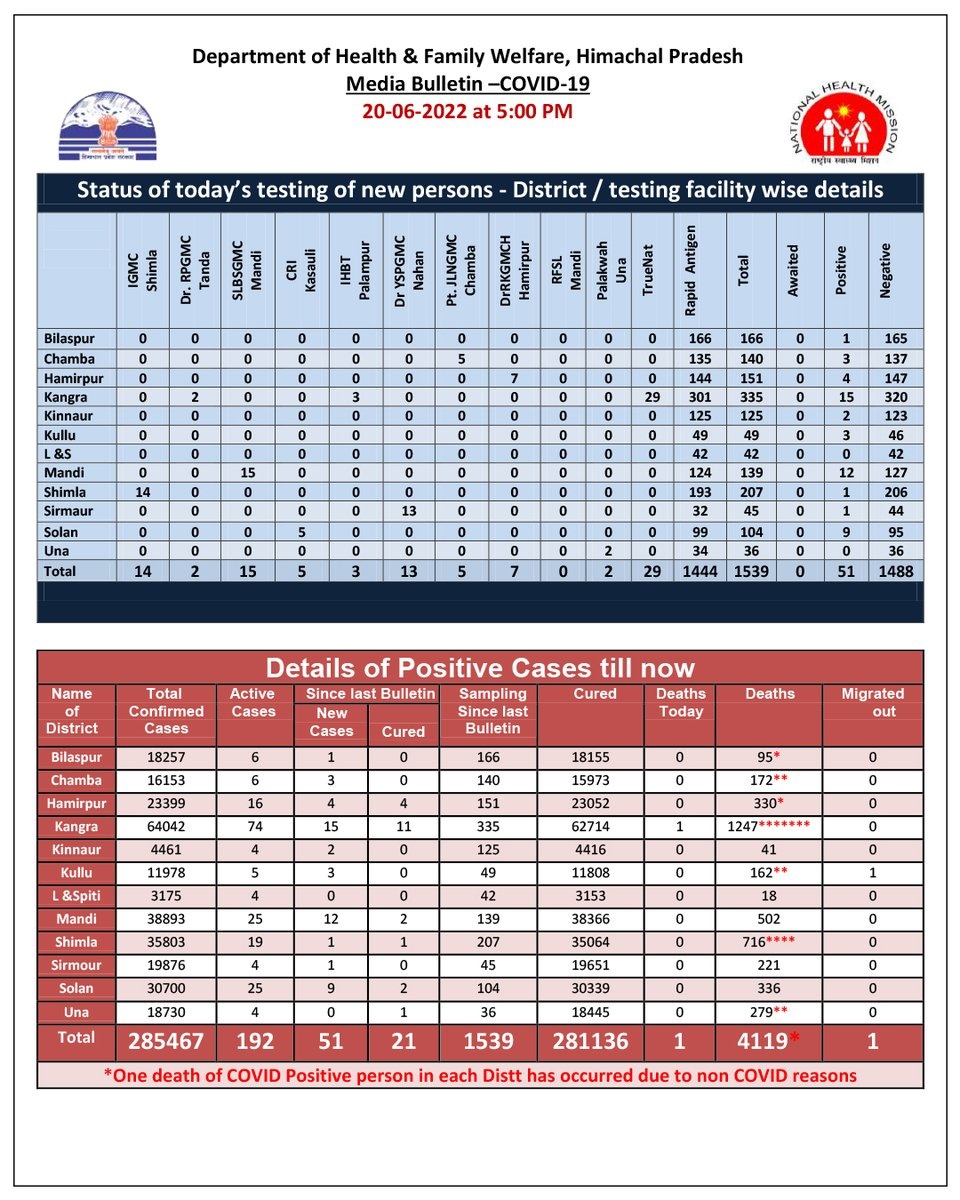 Department of Health & Family Welfare, Himachal Pradesh
Media Bulletin –COVID-19
20-06-2022 at 5:00 PM
NATIONAL HEALTH MISSION
राष्ट्रीय स्वास्थ्य मिशन
Status of today's testing of new persons - District / testing facility wise details
IGMC Shimla Dr. RPGMC Tanda SLBSGMC Mandi CRI Kasauli IHBT Palampur Dr YSPGMC Nahan Pt. JLNGMC Chamba DrRKGMCH Hamirpur RFSL Mandi Palakwah Una TrueNat Rapid Antigen Total Awaited Positive Negative
Bilaspur 0 0 0 0 0 0 0 0 0 0 0 166 166 0 1 165
Chamba 0 0 0 0 0 0 5 0 0 0 0 135 140 0 3 137
Hamirpur 0 0 0 0 0 0 0 7 0 0 0 144 151 0 4 147
Kangra 0 2 0 0 3 0 0 0 0 0 29 301 335 0 15 320
Kinnaur 0 0 0 0 0 0 0 0 0 0 0 125 125 0 2 123
Kullu 0 0 0 0 0 0 0 0 0 0 0 49 49 0 3 46
L &S 0 0 0 0 0 0 0 0 0 0 0 42 42 0 0 42
Mandi 0 0 15 0 0 0 0 0 0 0 0 124 139 0 12 127
Shimla 14 0 0 0 0 0 0 0 0 0 0 193 207 0 1 206
Sirmaur 0 0 0 0 0 13 0 0 0 0 0 32 45 0 1 44
Solan 0 0 0 5 0 0 0 0 0 0 0 99 104 0 9 95
Una 0 0 0 0 0 0 0 0 0 2 0 34 36 0 0 36
Total 14 2 15 5 3 13 5 7 0 2 29 1444 1539 0 51 1488
Details of Positive Cases till now
Name of District Total Confirmed Cases Active Cases Since last Bulletin New Cases Cured Sampling Since last Bulletin Cured Deaths Today Deaths Migrated out
Bilaspur 18257 6 1 0 166 18155 0 95* 0
Chamba 16153 6 3 0 140 15973 0 172** 0
Hamirpur 23399 16 4 4 151 23052 0 330* 0
Kangra 64042 74 15 11 335 62714 1 1247******* 0
Kinnaur 4461 4 2 0 125 4416 0 41 0
Kullu 11978 5 3 0 49 11808 0 162** 1
L &Spiti 3175 4 0 0 42 3153 0 18 0
Mandi 38893 25 12 2 139 38366 0 502 0
Shimla 35803 19 1 1 207 35064 0 716**** 0
Sirmour 19876 4 1 0 45 19651 0 221 0
Solan 30700 25 9 2 104 30339 0 336 0
Una 18730 4 0 1 36 18445 0 279** 0
Total 285467 192 51 21 1539 281136 1 4119* 1
*One death of COVID Positive person in each Distt has occurred due to non COVID reasons